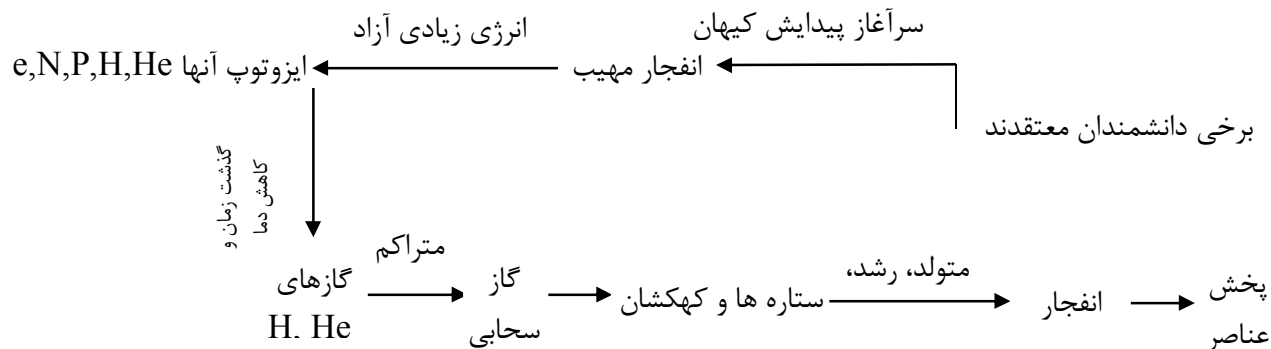 برخی دانشمندان معتقدند
سرآغاز پیدایش کیهان
انفجار مهیب
انرژی زیادی آزاد
ایزوتوپ آنها e,N,P,H,He
گذشت زمان و
کاهش دما
گازهای
H, He
متراکم
گاز
سحابی
ستاره ها و کهکشان
متولد، رشد،
انفجار
پخش
عناصر